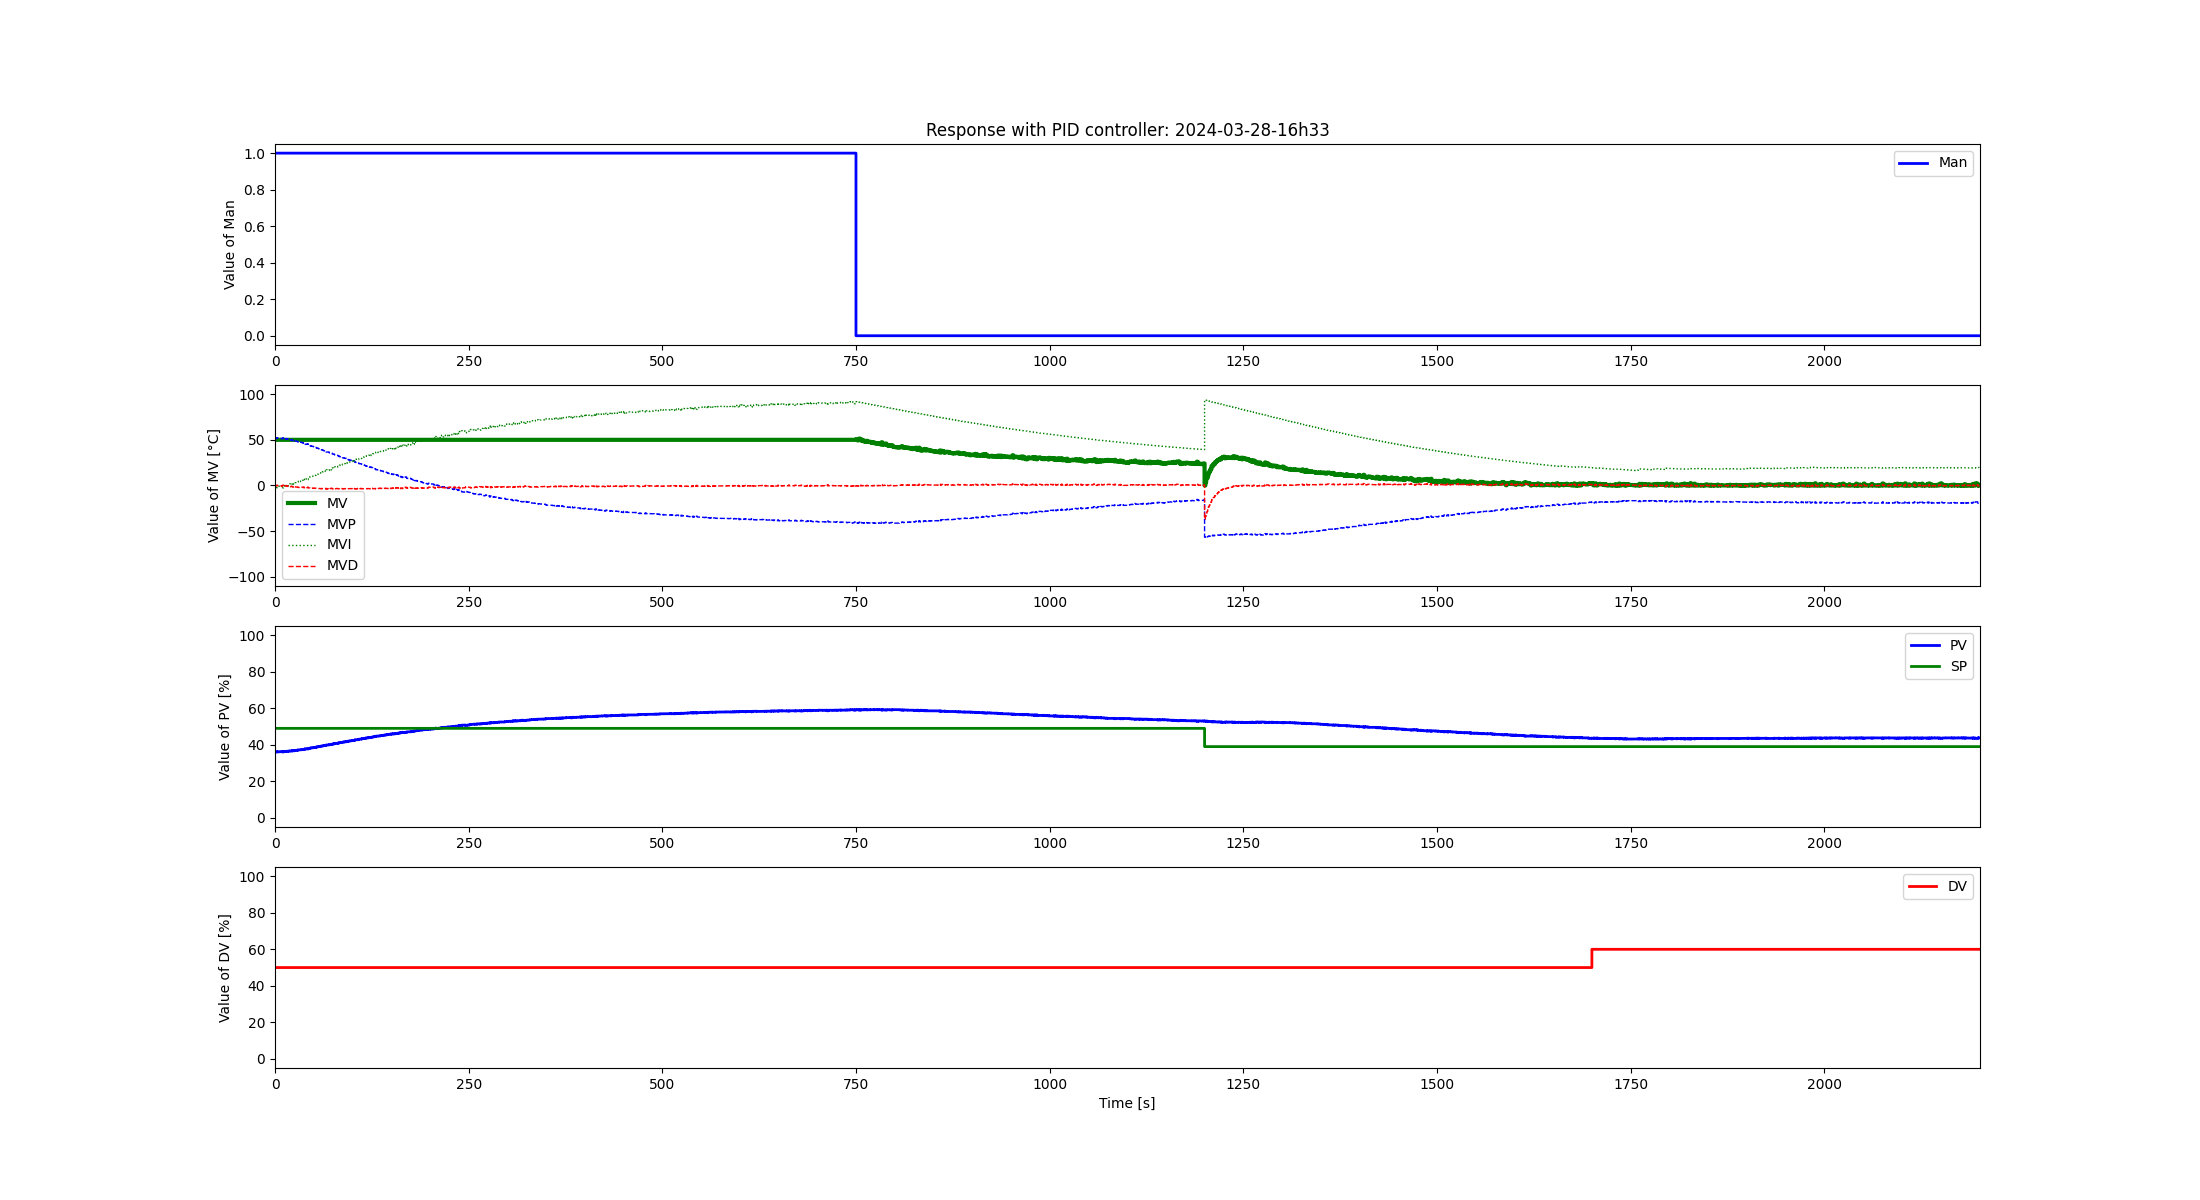 Response with PID controller: 2024-03-28-16h33
Value of Man
1.0
0.8
0.6
0.4
0.2
0.0
Man
0 250 500 750 1000 1250 1500 1750 2000
Value of MV [°C]
100
50
0
−50
−100
MV
MVP
MVI
MVD
0 250 500 750 1000 1250 1500 1750 2000
Value of PV [%]
100
80
60
40
20
0
PV
SP
0 250 500 750 1000 1250 1500 1750 2000
Value of DV [%]
100
80
60
40
20
0
DV
0 250 500 750 1000 1250 1500 1750 2000
Time [s]